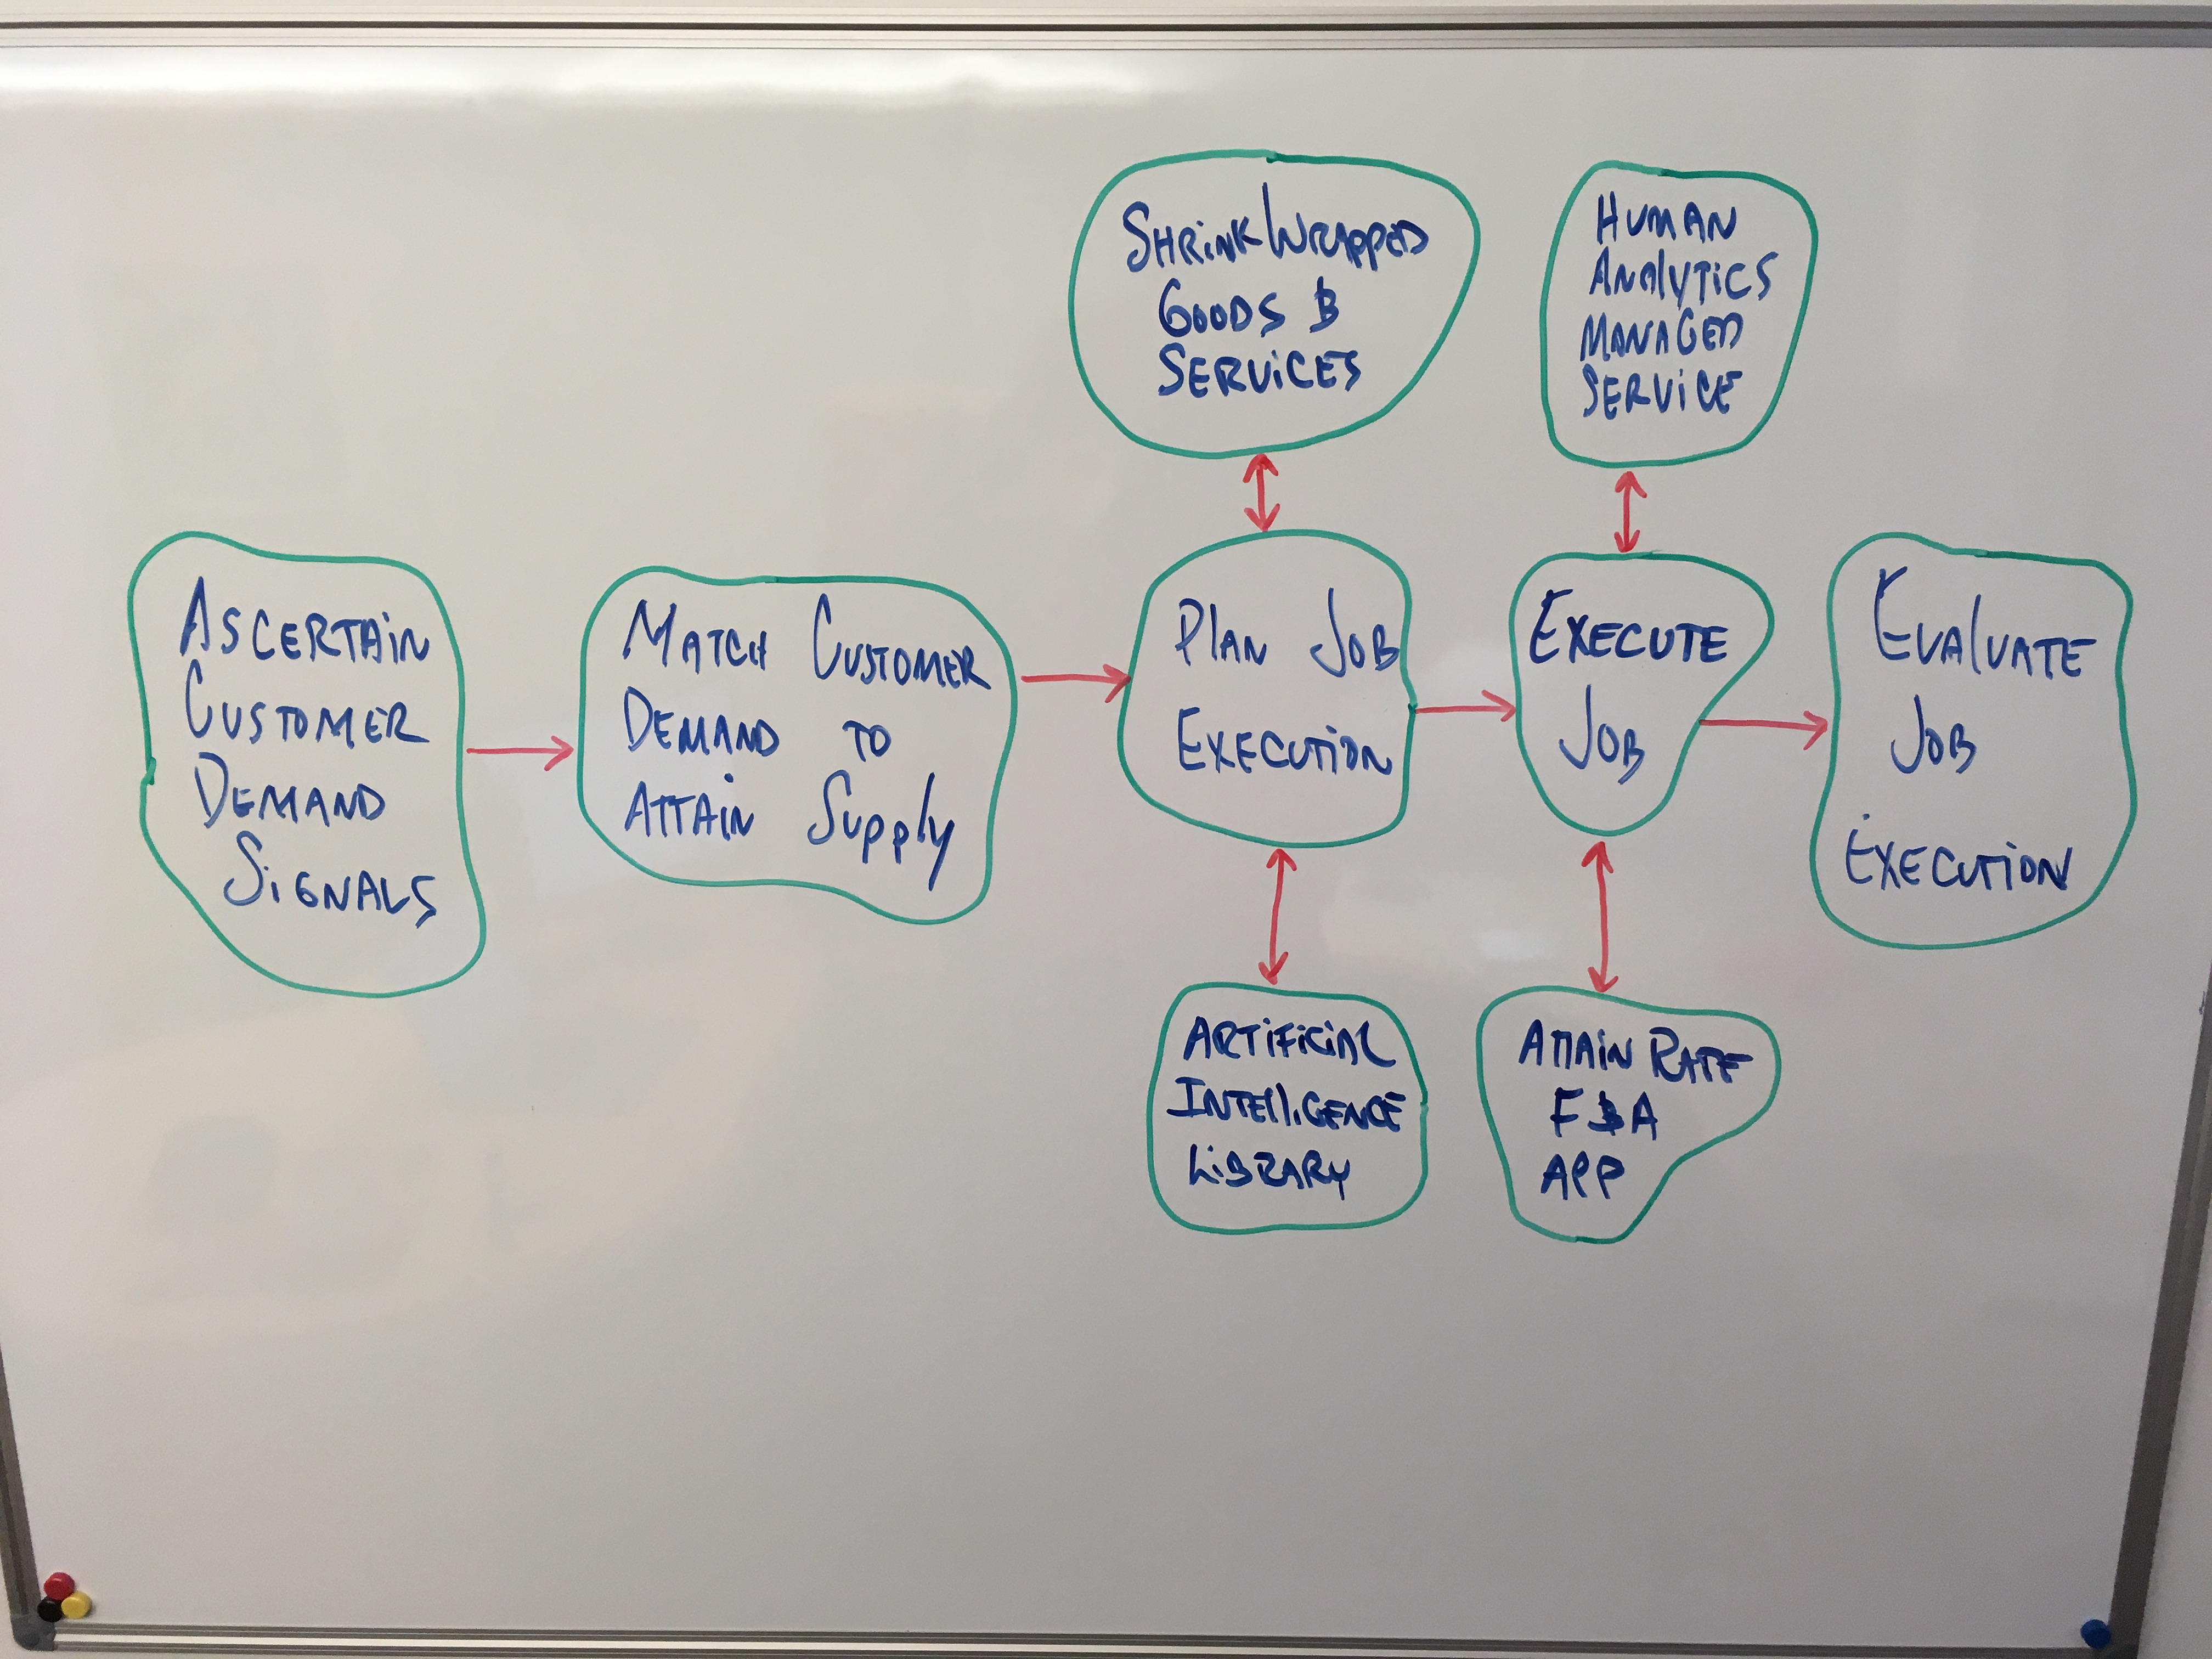 Shrink Wrapped
Goods &
Services
Human
Analytics
Managed
Service
Ascertain
Customer
Demand
Signals
Match Customer
Demand to
Attain Supply
Plan Job
Execution
Execute
Job
Evaluate
Job
Execution
Artificial
Intelligence
Library
Attain Rate
F&A
App